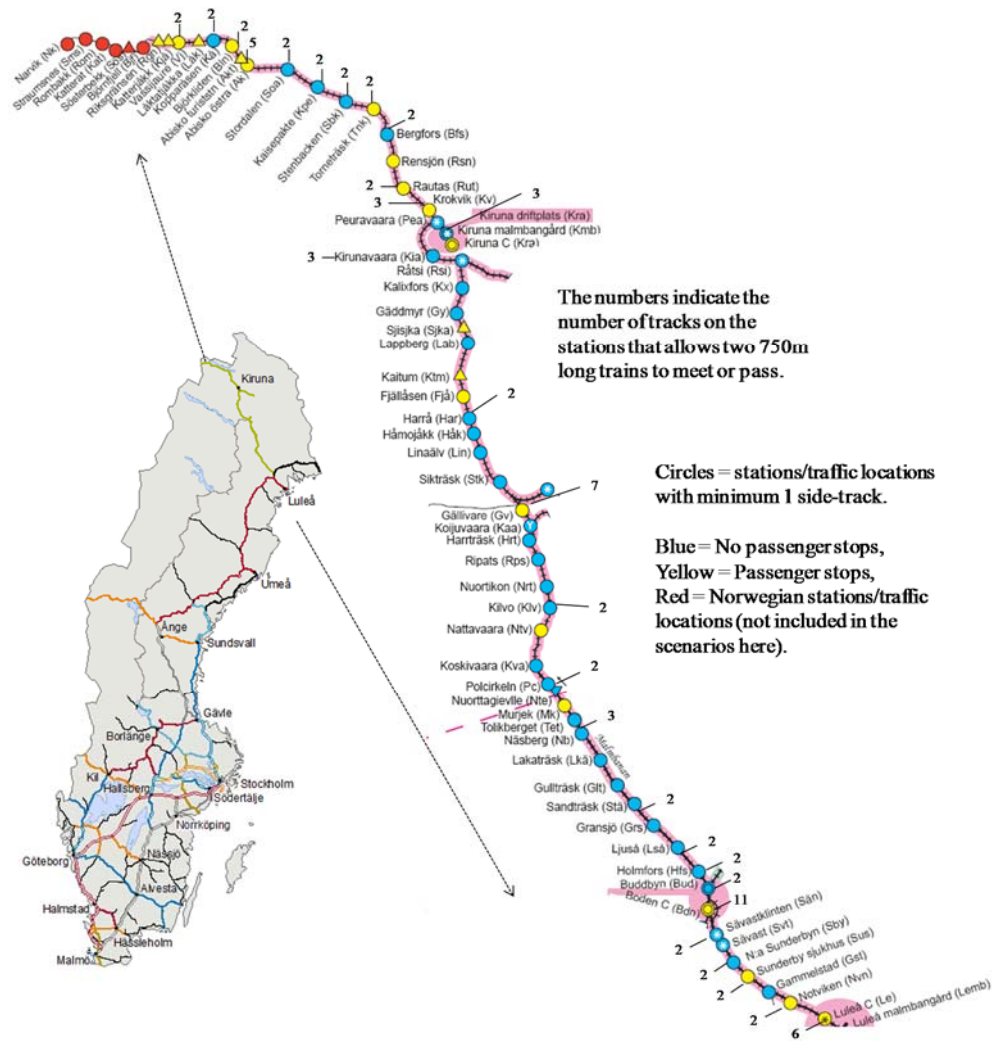 Narvik (Nk)
Straumsnes (Sms)
Rombakk (Rom)
Katterat (Kat)
Bjørnfjell (Bjf)
Riksgränsen (Rgn)
Katterjåkk (Kjå)
Vassijaure (Vj)
Låktatjåkka (Låk)
Kopparåsen (Kå)
Björkliden (Bln)
Abisko turiststn (Akt)
Abisko östra (Ak)
Stordalen (Soa)
Kaisepakte (Kpe)
Stenbacken (Sbk)
Torneträsk (Tnk)
2
2
2
5
2
2
2
2
2
Bergfors (Bfs)
Rensjön (Rsn)
2
Rautas (Rut)
3
Krokvik (Kv)
3
Peuravaara (Pea)
Kiruna driftplats (Kra)
Kiruna malmbangård (Kmb)
Kiruna C (Kra)
3
Kirunavaara (Kia)
Råtsi (Rsi)
Kalixfors (Kx)
Gäddmyr (Gy)
Sjisjka (Sjka)
Lappberg (Lab)
Kaitum (Ktm)
Fjällåsen (Fjå)
2
Harrå (Har)
Håmojåkk (Håk)
Linaälv (Lin)
Sikträsk (Stk)
7
Gällivare (Gv)
Koijuvaara (Kaa)
Harrträsk (Hrt)
Ripats (Rps)
Nuortikon (Nrt)
Kilvo (Klv)
2
Nattavaara (Ntv)
Koskivaara (Kva)
2
Polcirkeln (Pc)
Nuorttagievlle (Nte)
Murjek (Mk)
Tolikberget (Tet)
3
Näsberg (Nb)
Malmbanan
Lakaträsk (Lkä)
Gullträsk (Glt)
Sandträsk (Stä)
2
Gransjö (Grs)
Ljuså (Lså)
2
Holmfors (Hfs)
2
Buddbyn (Bud)
2
Boden C (Bdn)
11
Sävastklinten (Sän)
2
Sävast (Svt)
N:a Sunderbyn (Sby)
2
Sunderby sjukhus (Sus)
2
Gammelstad (Gst)
Notviken (Nvn)
2
Luleå C (Le)
Luleå malmbangård (Lemb)
6
The numbers indicate the
number of tracks on the
stations that allows two 750m
long trains to meet or pass.
Circles = stations/traffic locations
with minimum 1 side-track.
Blue = No passenger stops,
Yellow = Passenger stops,
Red = Norwegian stations/traffic
locations (not included in the
scenarios here).
Kiruna
Luleå
Umeå
Ånge
Sundsvall
Gävle
Borlänge
Kil
Hallsberg
Stockholm
Södertälje
Norrköping
Göteborg
Nässjö
Alvesta
Halmstad
Hässleholm
Malmö